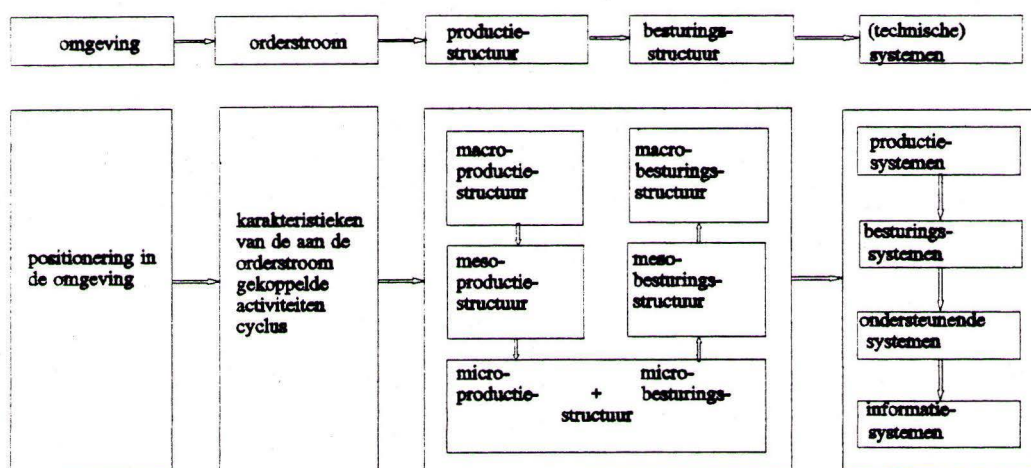 omgeving
orderstroom
productie-
structuur
besturings-
structuur
(technische)
systemen
positionering in
de omgeving
karakteristieken
van de aan de
orderstroom
gekoppelde
activiteiten
cyclus
macro-
productie-
structuur
macro-
besturings-
structuur
meso-
productie-
structuur
meso-
besturings-
structuur
micro- micro-
productie- + besturings-
structuur
productie-
systemen
besturings-
systemen
ondersteunende
systemen
informatie-
systemen